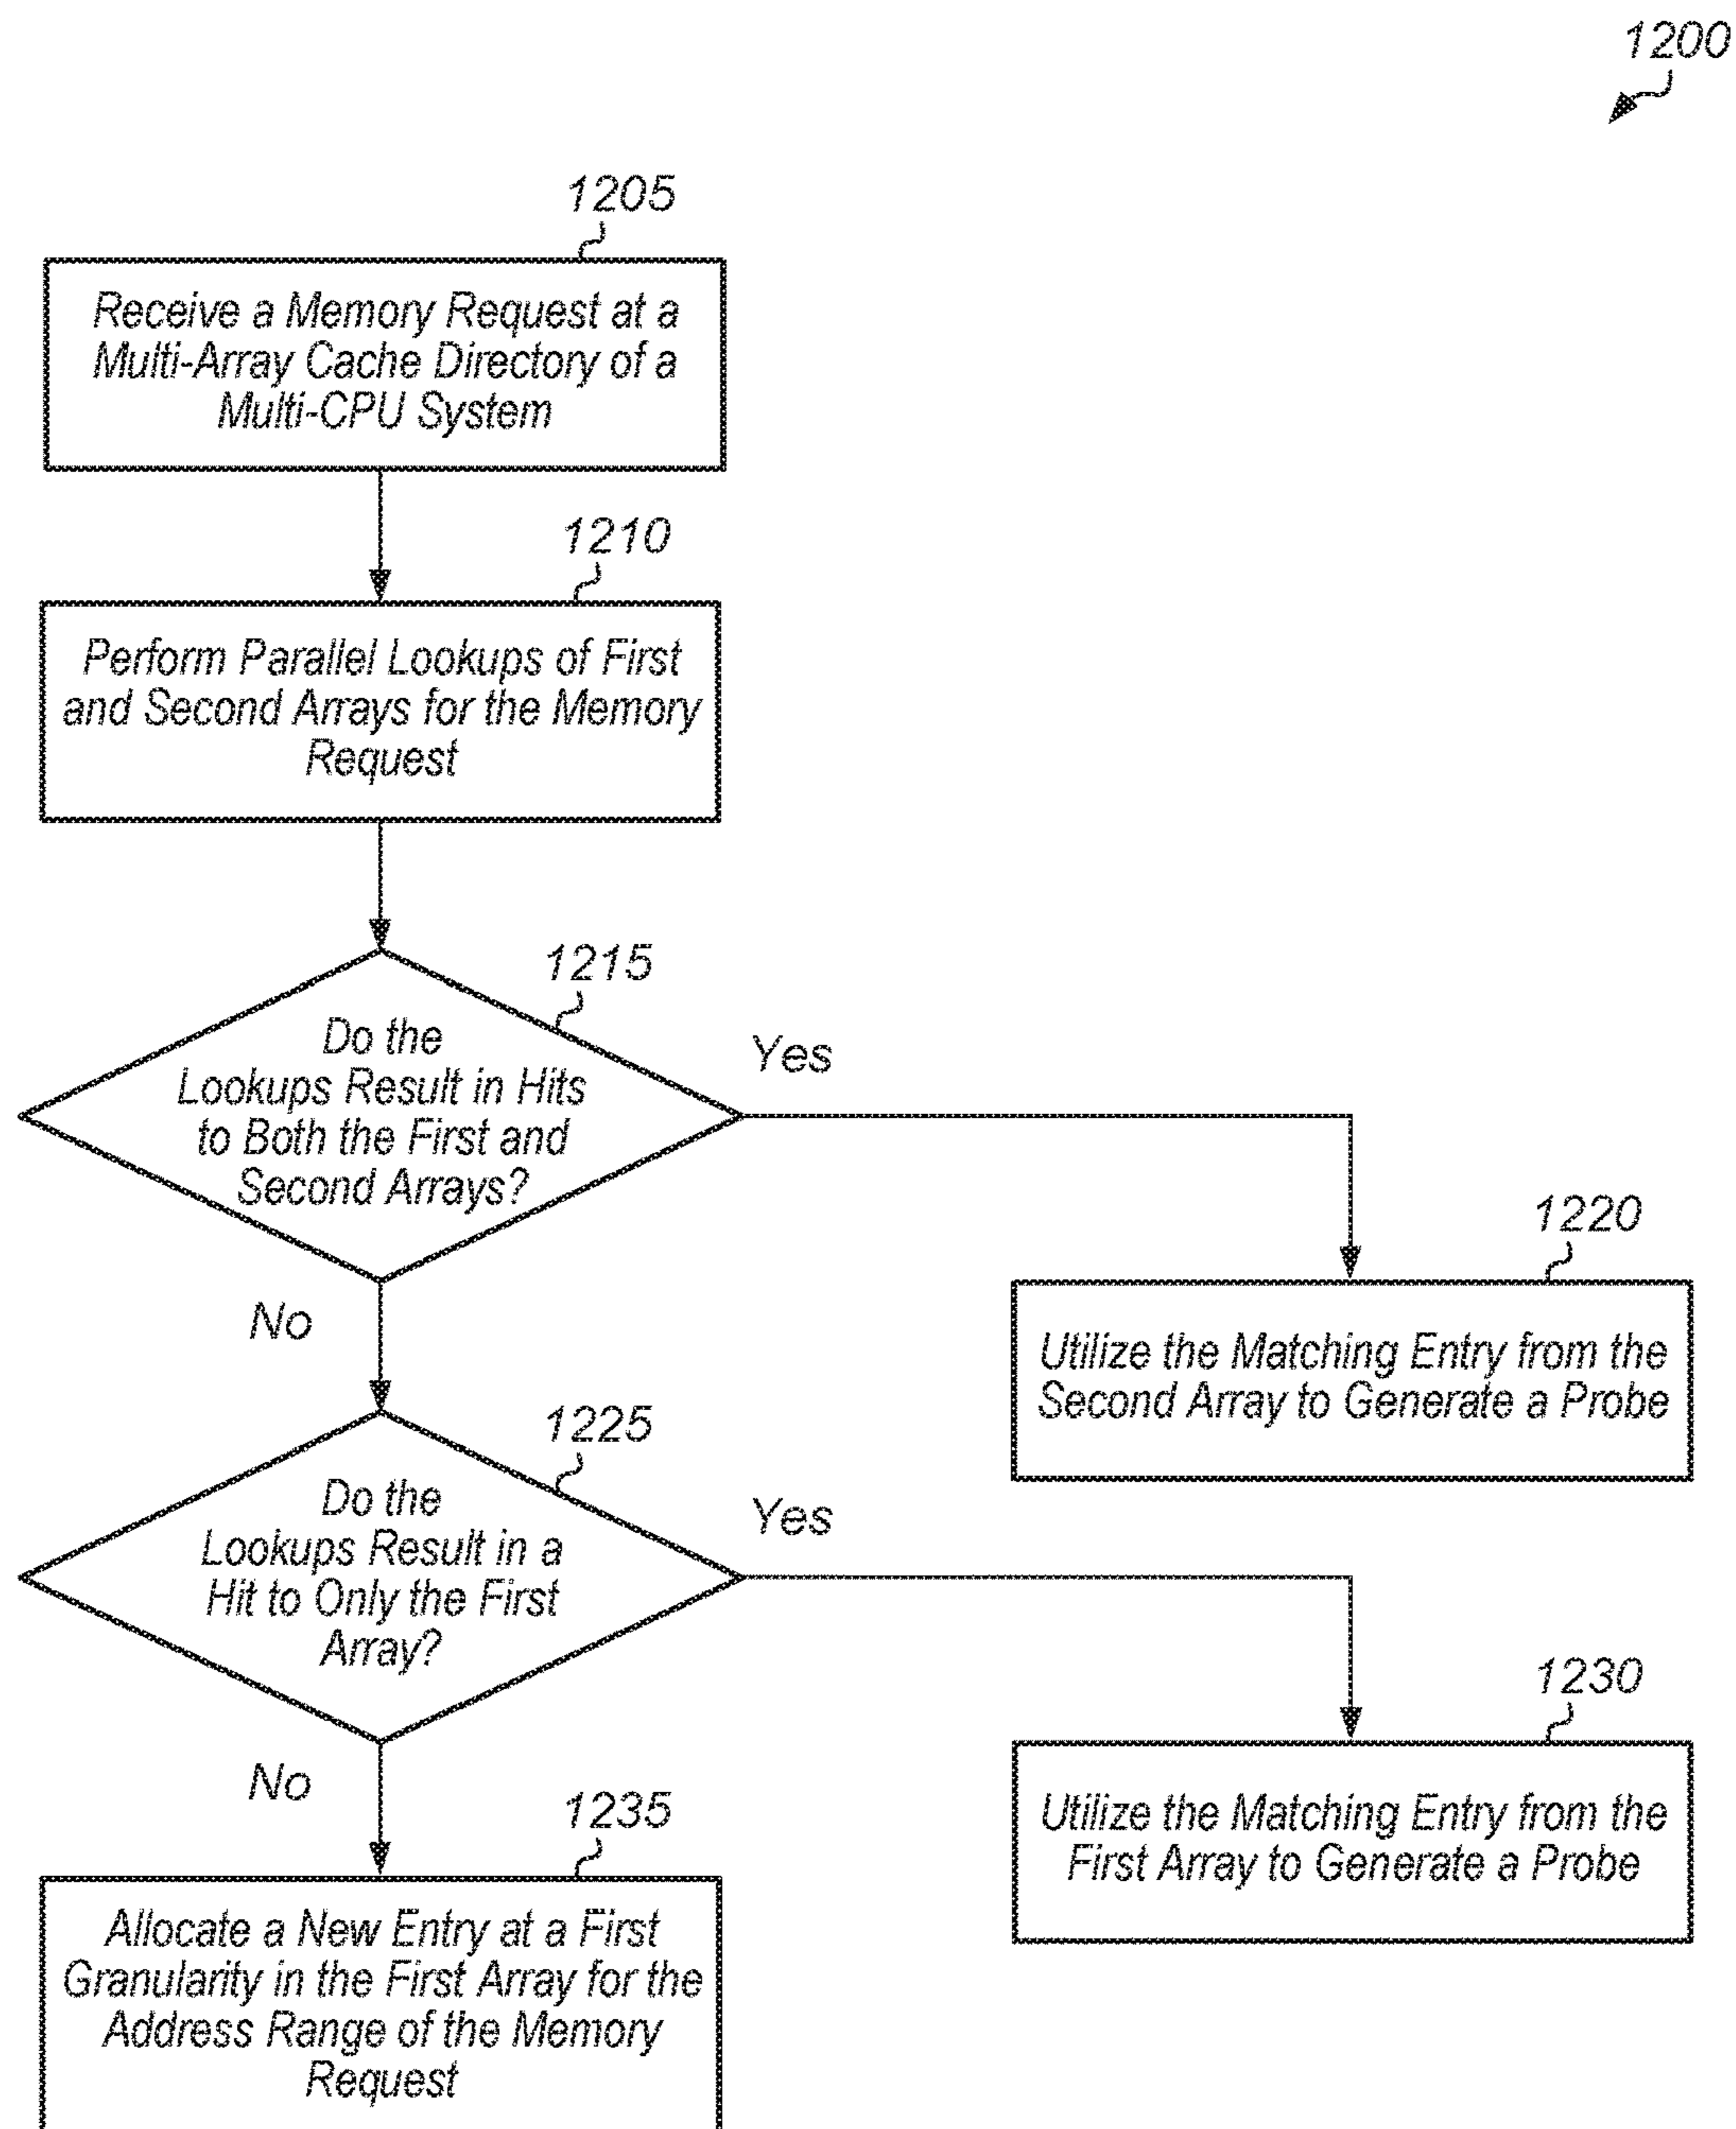 1200
1205
Receive a Memory Request at a
Multi-Array Cache Directory of a
Multi-CPU System
1210
Perform Parallel Lookups of First
and Second Arrays for the Memory
Request
1215
Do the
Lookups Result in Hits
to Both the First and
Second Arrays?
Yes
No
1220
Utilize the Matching Entry from the
Second Array to Generate a Probe
1225
Do the
Lookups Result in a
Hit to Only the First
Array?
Yes
No
1230
Utilize the Matching Entry from the
First Array to Generate a Probe
1235
Allocate a New Entry at a First
Granularity in the First Array for the
Address Range of the Memory
Request